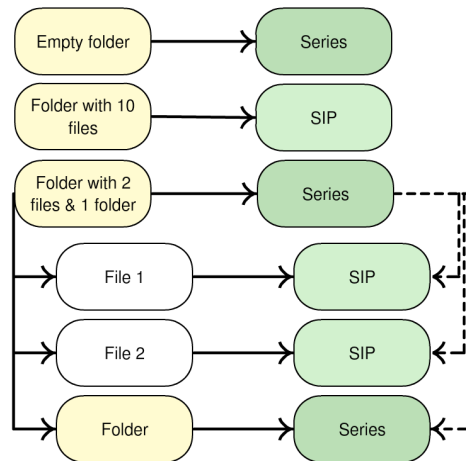 Empty folder
Series
Folder with 10
files
SIP
Folder with 2
files & 1 folder
Series
File 1
SIP
File 2
SIP
Folder
Series